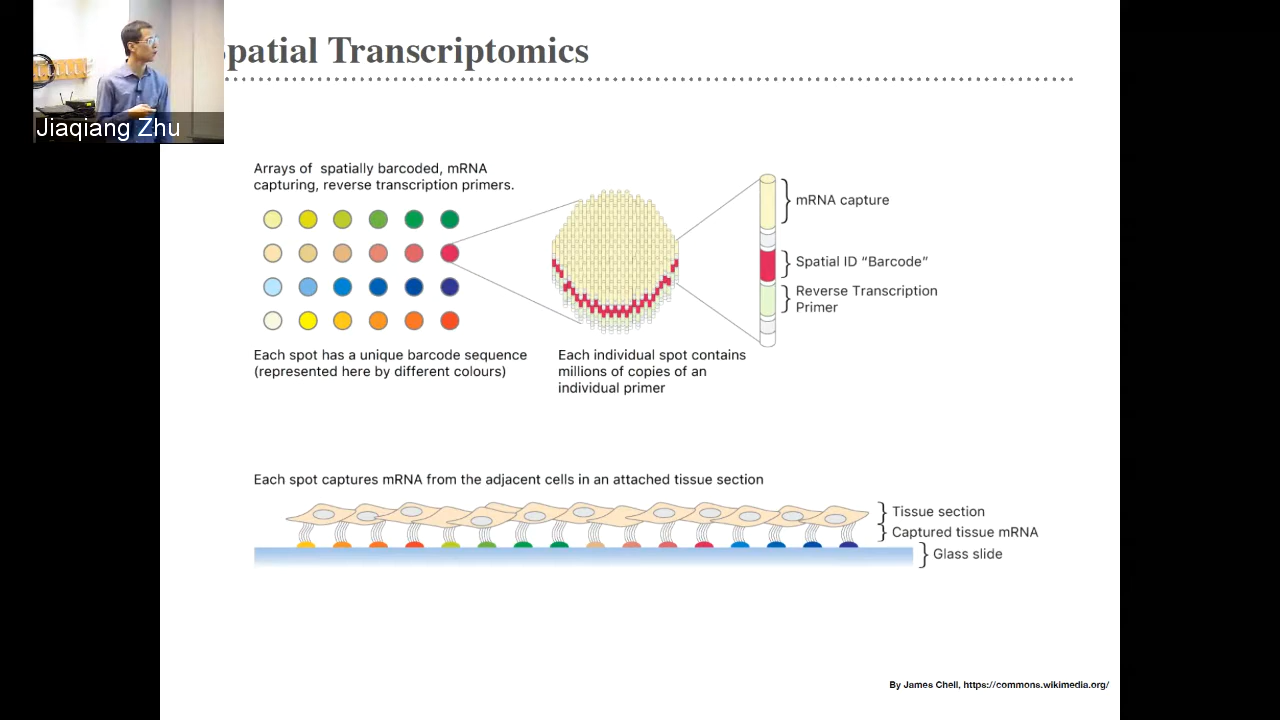 Spatial Transcriptomics
Jiaqiang Zhu
Arrays of spatially barcoded, mRNA
capturing, reverse transcription primers.
mRNA capture
Spatial ID “Barcode”
Reverse Transcription
Primer
Each spot has a unique barcode sequence
(represented here by different colours)
Each individual spot contains
millions of copies of an
individual primer
Each spot captures mRNA from the adjacent cells in an attached tissue section
Tissue section
Captured tissue mRNA
Glass slide
By James Chell, https://commons.wikimedia.org/